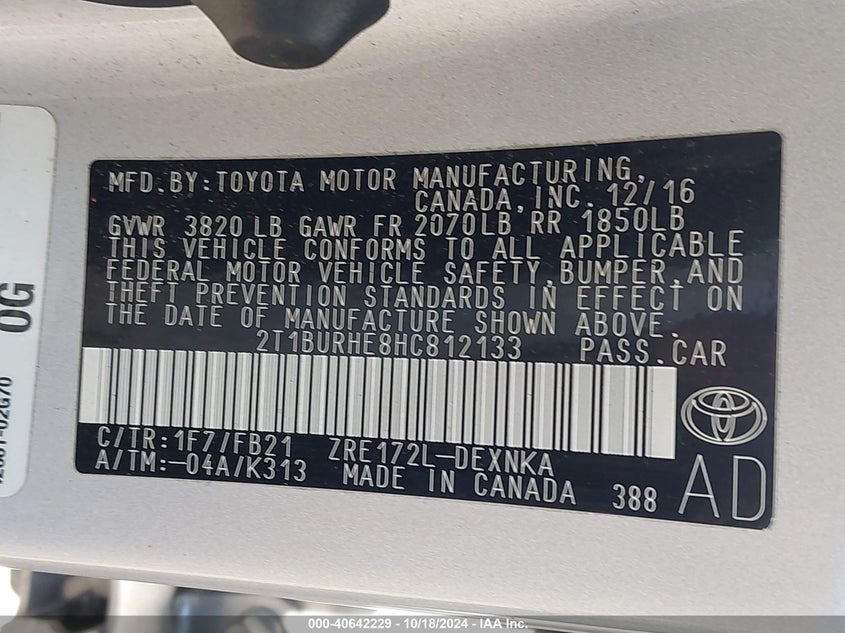 MFD.BY:TOYOTA MOTOR MANUFACTURING,
CANADA,INC. 12/16
GVWR 3820 LB GAWR FR 2070LB RR 1850LB
THIS VEHICLE CONFORMS TO ALL APPLICABLE
FEDERAL MOTOR VEHICLE SAFETY,BUMPER,AND
THEFT PREVENTION STANDARDS IN EFFECT ON
THE DATE OF MANUFACTURE SHOWN ABOVE.
2T1BURHE8HC812133 PASS.CAR
C/TR:1F7/FB21 ZRE172L-DEXNKA
A/TM:-04A/K313 MADE IN CANADA 388 AD
0G
000-40642229 - 10/18/2024 - IAA Inc.